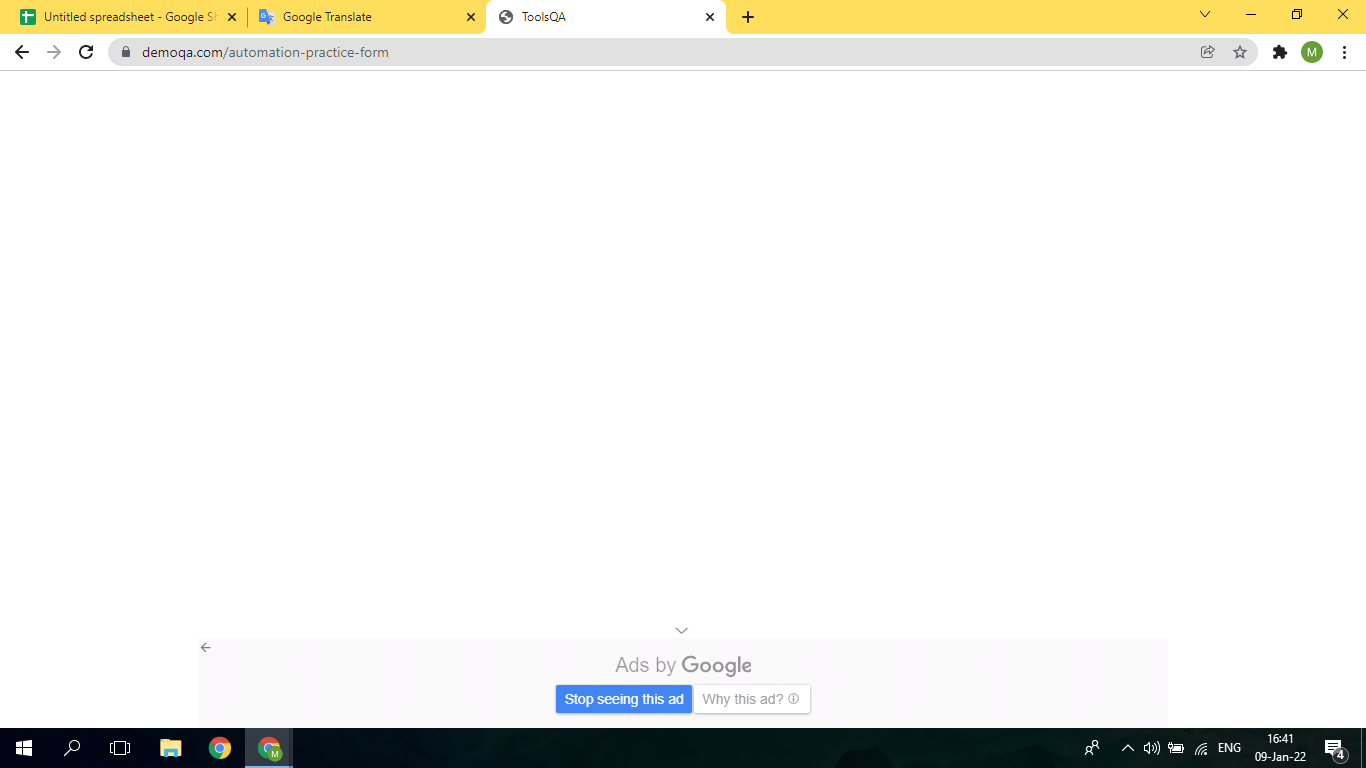 Untitled spreadsheet - Google Sh
Google Translate
ToolsQA
demoqa.com/automation-practice-form
M
Ads by Google
Stop seeing this ad
Why this ad?
M
ENG
16:41
09-Jan-22
4